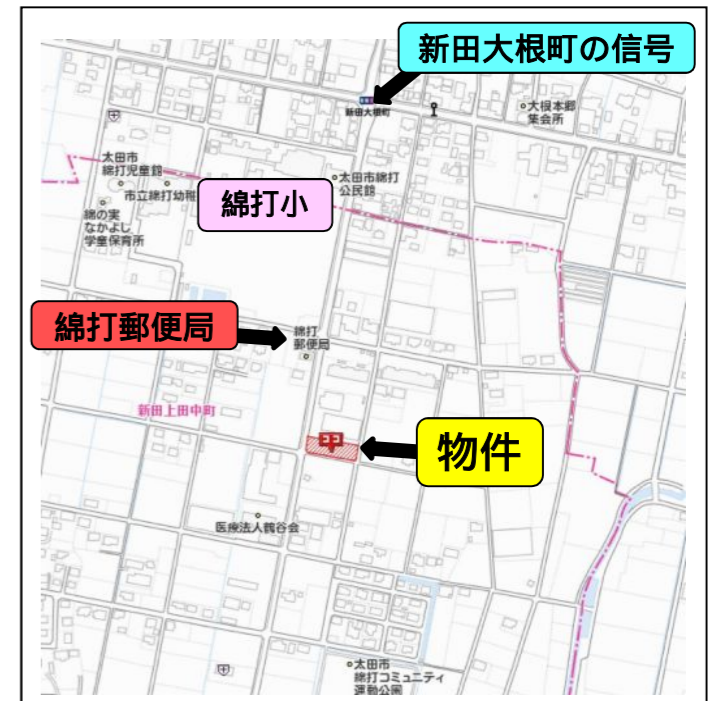 新田大根町の信号
新田大根町
大根本郷
集会所
太田市
綿打児童館
市立綿打幼稚
太田市綿打
公民館
綿打小
綿の実
なかよし
学童保育所
綿打郵便局
綿打
郵便局
新田上田中町
物件
医療法人鶴谷会
太田市
綿打コミュニティ
運動公園